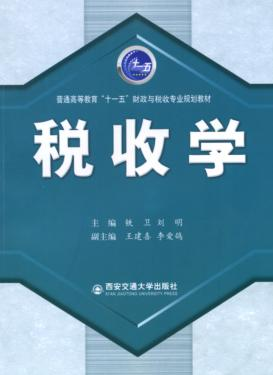 十一五
普通高等教育“十一五”财政与税收专业规划教材
税收学
主编 铁卫 刘明
副主编 王建喜 李爱鸽
西安交通大学出版社
XI'AN JIAOTONG UNIVERSITY PRESS